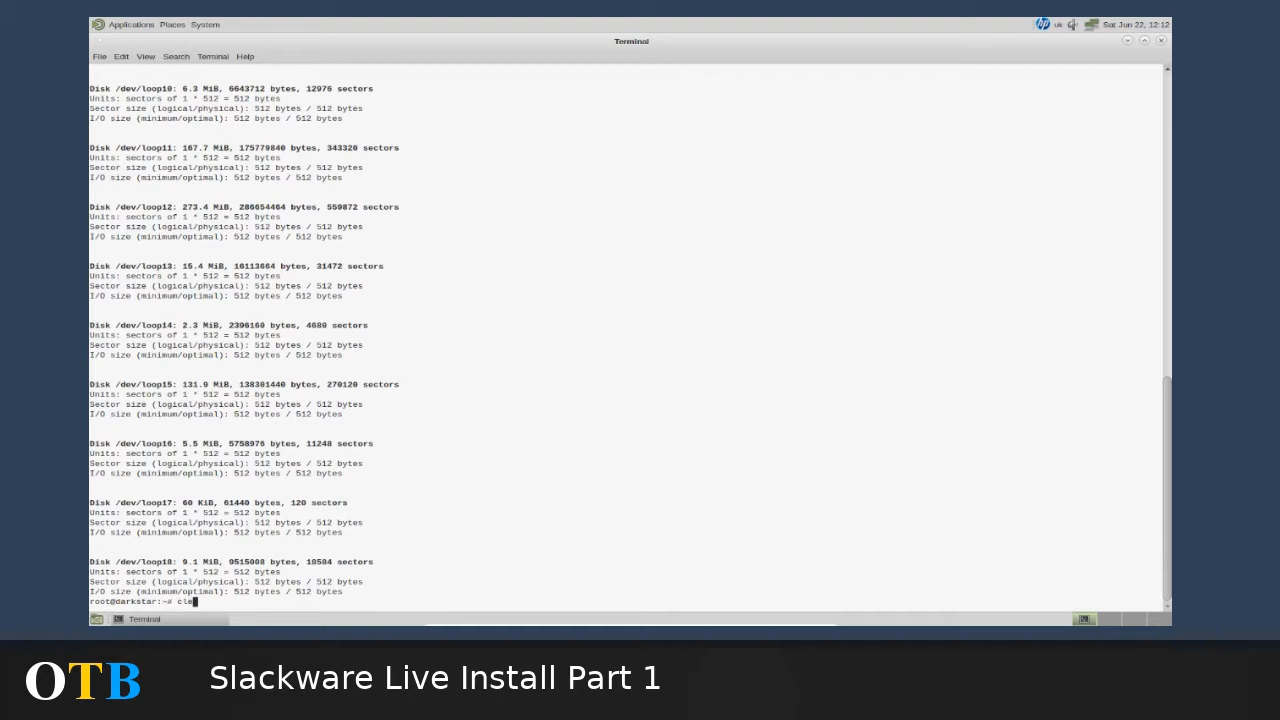 Applications Places System
uk
Sat Jun 22, 12:12
Terminal
File Edit View Search Terminal Help
Disk /dev/loop10: 6.3 MiB, 6643712 bytes, 12976 sectors
Units: sectors of 1 * 512 = 512 bytes
Sector size (logical/physical): 512 bytes / 512 bytes
I/O size (minimum/optimal): 512 bytes / 512 bytes
Disk /dev/loop11: 167.7 MiB, 175779840 bytes, 343320 sectors
Units: sectors of 1 * 512 = 512 bytes
Sector size (logical/physical): 512 bytes / 512 bytes
I/O size (minimum/optimal): 512 bytes / 512 bytes
Disk /dev/loop12: 273.4 MiB, 286654464 bytes, 559872 sectors
Units: sectors of 1 * 512 = 512 bytes
Sector size (logical/physical): 512 bytes / 512 bytes
I/O size (minimum/optimal): 512 bytes / 512 bytes
Disk /dev/loop13: 15.4 MiB, 16113664 bytes, 31472 sectors
Units: sectors of 1 * 512 = 512 bytes
Sector size (logical/physical): 512 bytes / 512 bytes
I/O size (minimum/optimal): 512 bytes / 512 bytes
Disk /dev/loop14: 2.3 MiB, 2396160 bytes, 4680 sectors
Units: sectors of 1 * 512 = 512 bytes
Sector size (logical/physical): 512 bytes / 512 bytes
I/O size (minimum/optimal): 512 bytes / 512 bytes
Disk /dev/loop15: 131.9 MiB, 138301440 bytes, 270120 sectors
Units: sectors of 1 * 512 = 512 bytes
Sector size (logical/physical): 512 bytes / 512 bytes
I/O size (minimum/optimal): 512 bytes / 512 bytes
Disk /dev/loop16: 5.5 MiB, 5758976 bytes, 11248 sectors
Units: sectors of 1 * 512 = 512 bytes
Sector size (logical/physical): 512 bytes / 512 bytes
I/O size (minimum/optimal): 512 bytes / 512 bytes
Disk /dev/loop17: 60 KiB, 61440 bytes, 120 sectors
Units: sectors of 1 * 512 = 512 bytes
Sector size (logical/physical): 512 bytes / 512 bytes
I/O size (minimum/optimal): 512 bytes / 512 bytes
Disk /dev/loop18: 9.1 MiB, 9515008 bytes, 18584 sectors
Units: sectors of 1 * 512 = 512 bytes
Sector size (logical/physical): 512 bytes / 512 bytes
I/O size (minimum/optimal): 512 bytes / 512 bytes
root@darkstar:~# cle
Terminal
OTB
Slackware Live Install Part 1